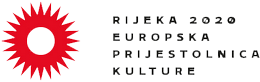 RIJEKA 2020
EUROPSKA
PRIJESTOLNICA
KULTURE